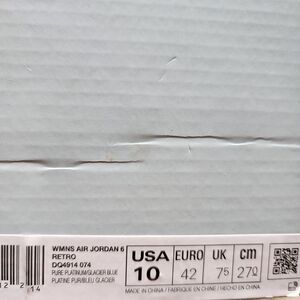 WMNS AIR JORDAN 6
RETRO
DQ4914 074
PURE PLATINUM/GLACIER BLUE
PLATINE PUR/BLEU GLACIER
USA EURO UK cm
10 42 7.5 27.0
MADE IN CHINA / FABRIQUE EN CHINE / HECHO EN CHINA